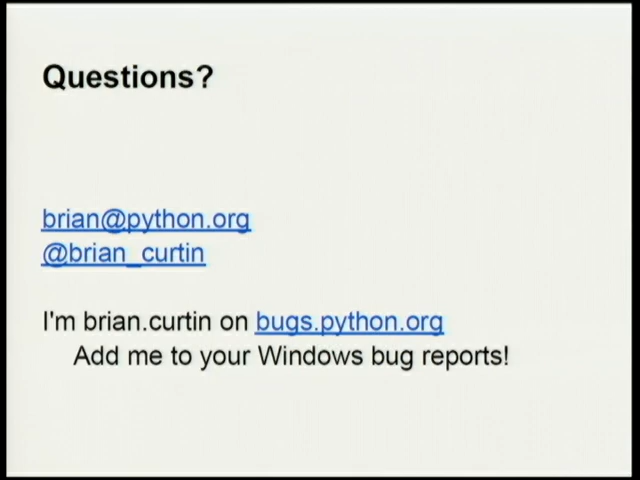 Questions?
brian@python.org
@brian_curtin
I'm brian.curtin on bugs.python.org
Add me to your Windows bug reports!